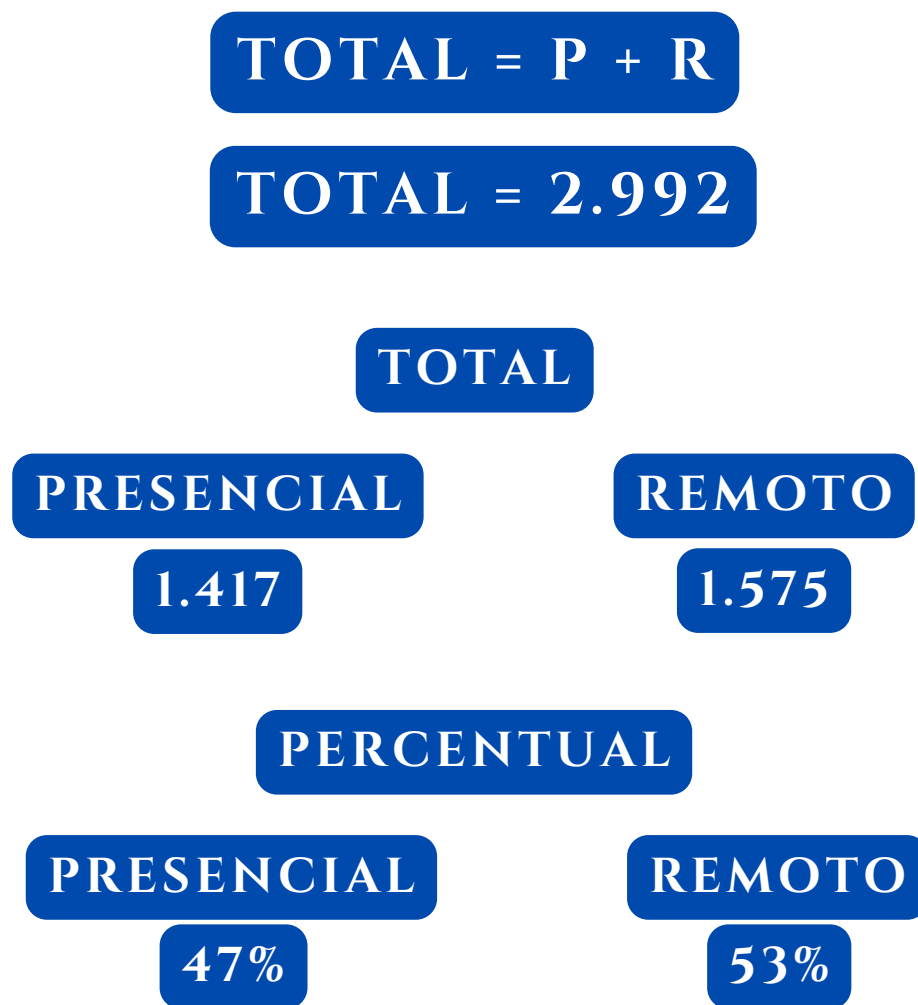 TOTAL = P + R
TOTAL = 2.992
TOTAL
PRESENCIAL REMOTO
1.417 1.575
PERCENTUAL
PRESENCIAL REMOTO
47% 53%